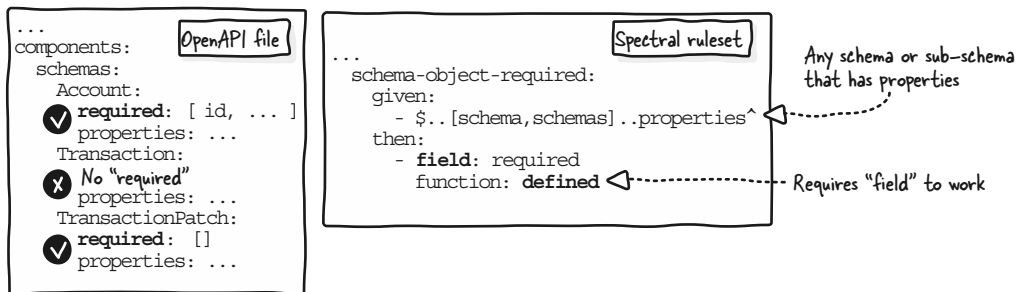 OpenAPI file
...
components:
schemas:
Account:
required: [ id, ... ]
properties: ...
Transaction:
No "required"
properties: ...
TransactionPatch:
required: []
properties: ...
Spectral ruleset
...
schema-object-required:
given:
- $..[schema,schemas]..properties^
then:
- field: required
function: defined
Any schema or sub-schema
that has properties
Requires "field" to work